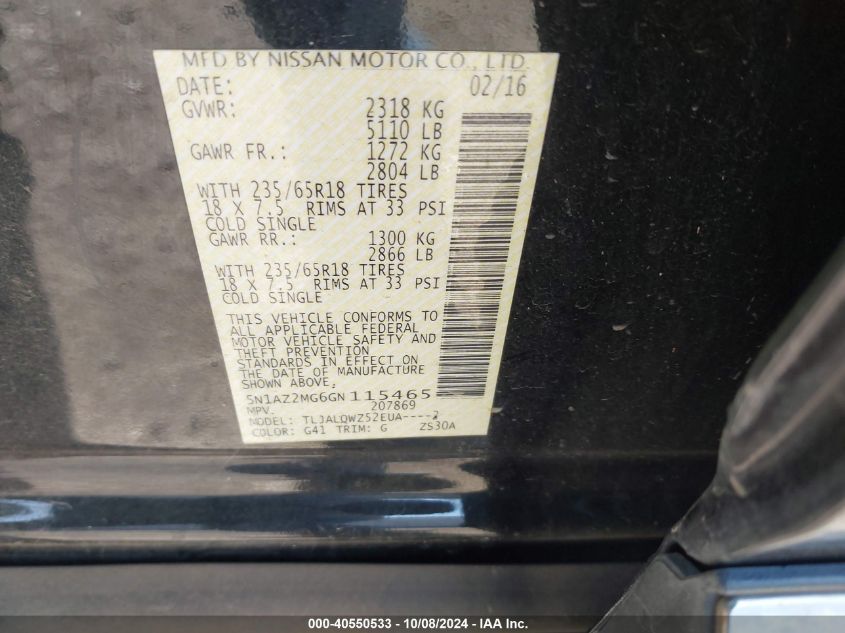 MFD BY NISSAN MOTOR CO., LTD.
DATE: 02/16
GVWR: 2318 KG
5110 LB
GAWR FR.: 1272 KG
2804 LB
WITH 235/65R18 TIRES
18 X 7.5 RIMS AT 33 PSI
COLD SINGLE
GAWR RR.: 1300 KG
2866 LB
WITH 235/65R18 TIRES
18 X 7.5 RIMS AT 33 PSI
COLD SINGLE
THIS VEHICLE CONFORMS TO
ALL APPLICABLE FEDERAL
MOTOR VEHICLE SAFETY AND
THEFT PREVENTION
STANDARDS IN EFFECT ON
THE DATE OF MANUFACTURE
SHOWN ABOVE,
5N1AZ2MG6GN 115465
MPV. 207869
MODEL: TLJALQWZ52EUA----2
COLOR: G41 TRIM: G ZS30A
000-40550533 - 10/08/2024 - IAA Inc.